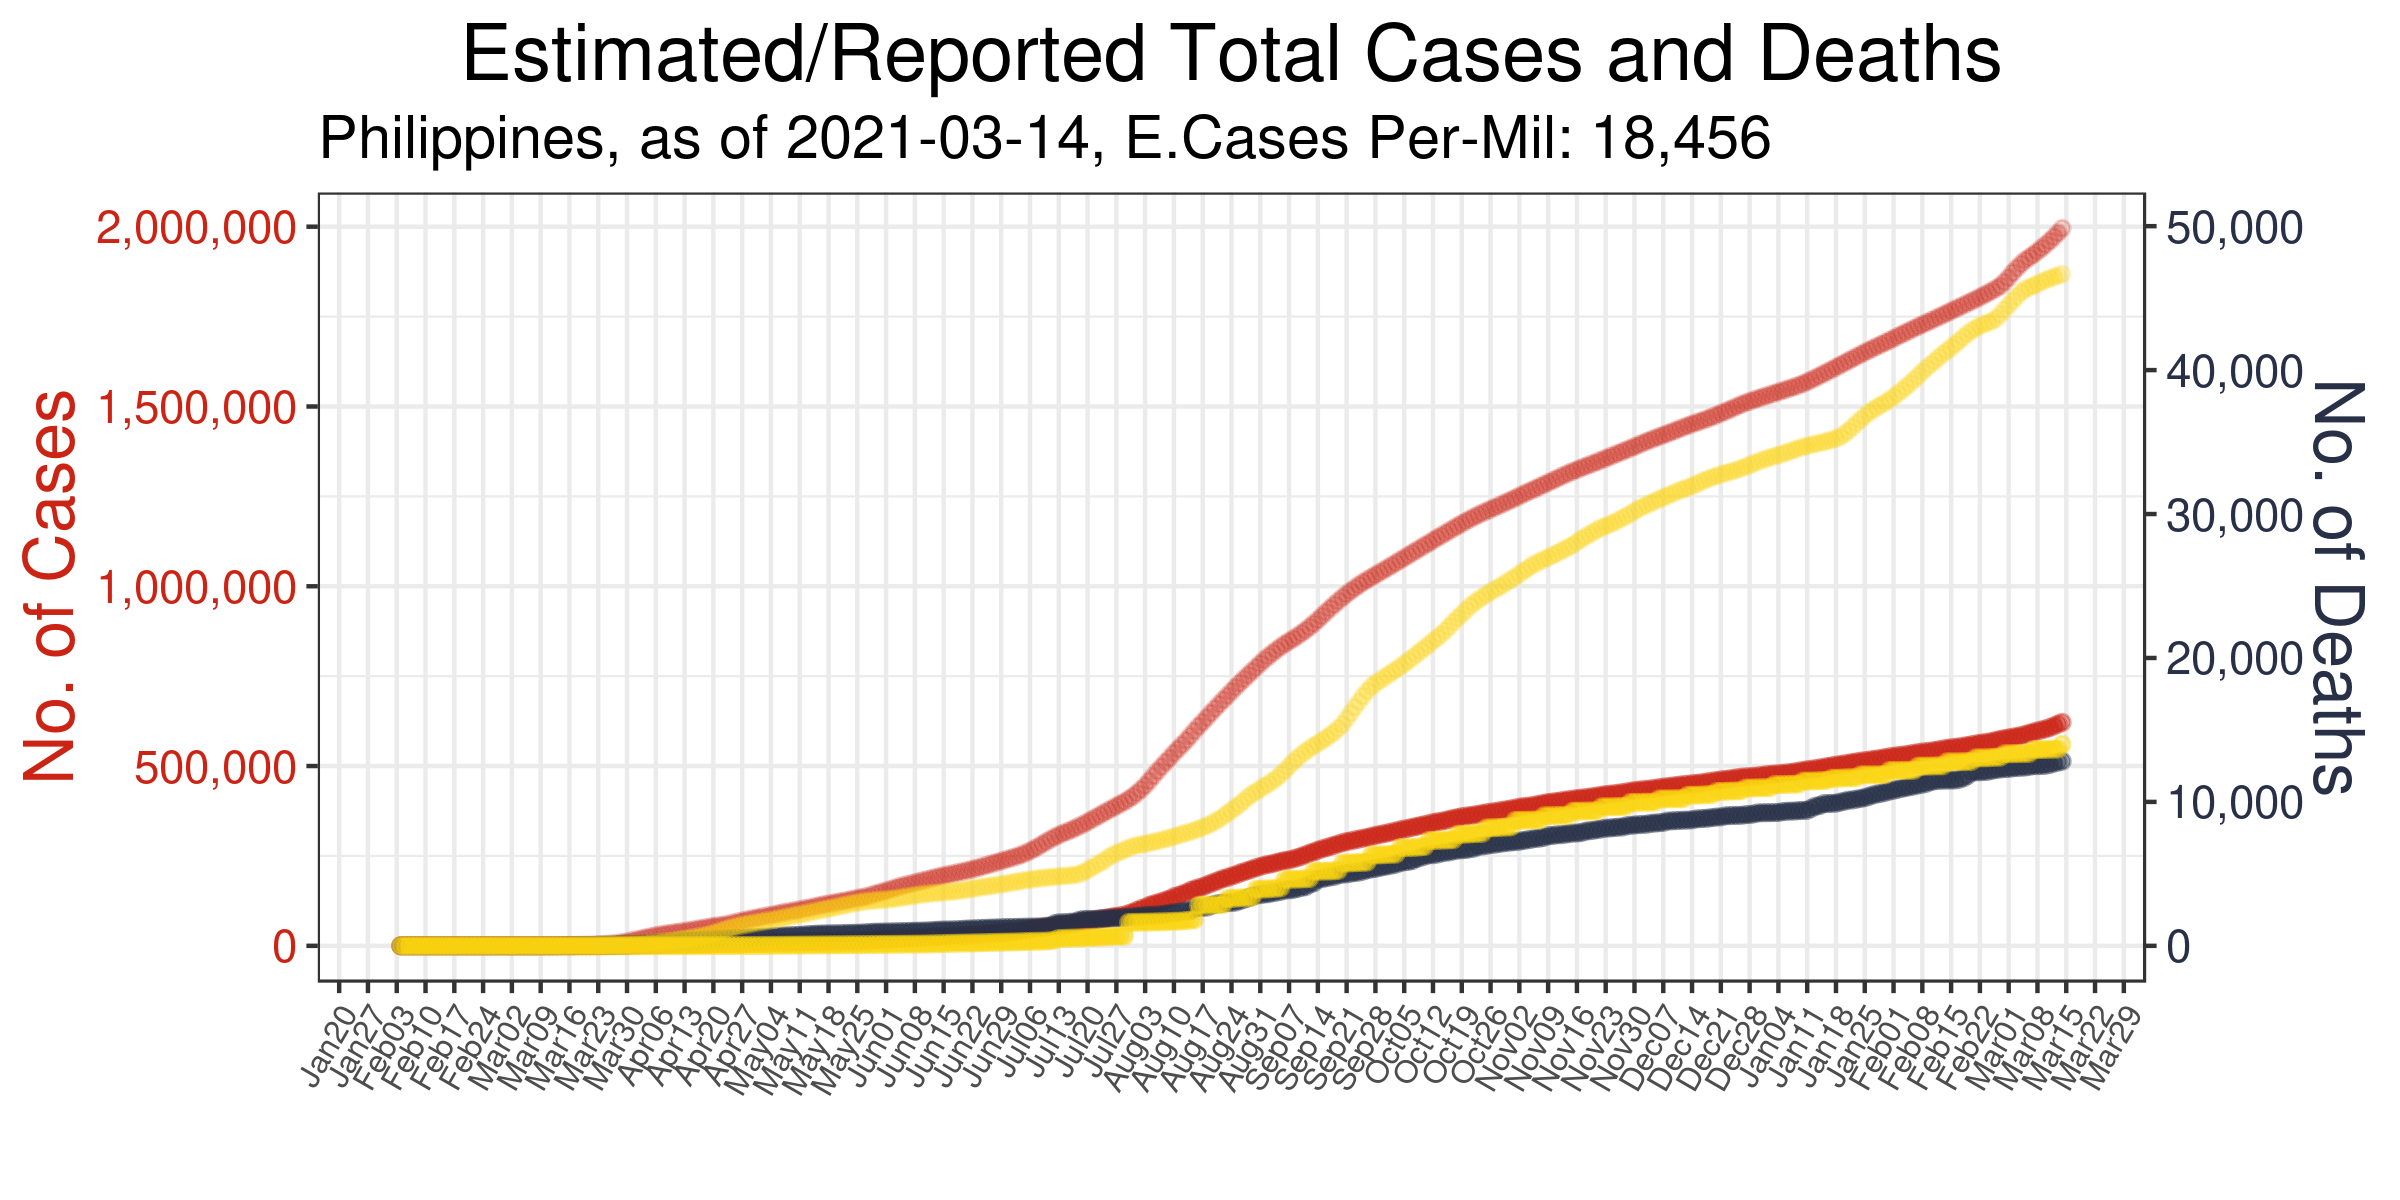 Estimated/Reported Total Cases and Deaths
Philippines, as of 2021-03-14, E.Cases Per-Mil: 18,456
No. of Cases
2,000,000
1,500,000
1,000,000
500,000
0
50,000
40,000
30,000
20,000
10,000
0
No. of Deaths
Jan20
Jan27
Feb03
Feb10
Feb17
Feb24
Mar02
Mar09
Mar16
Mar23
Mar30
Apr06
Apr13
Apr20
Apr27
May04
May11
May18
May25
Jun01
Jun08
Jun15
Jun22
Jun29
Jul06
Jul13
Jul20
Jul27
Aug03
Aug10
Aug17
Aug24
Aug31
Sep07
Sep14
Sep21
Sep28
Oct05
Oct12
Oct19
Oct26
Nov02
Nov09
Nov16
Nov23
Nov30
Dec07
Dec14
Dec21
Dec28
Jan04
Jan11
Jan18
Jan25
Feb01
Feb08
Feb15
Feb22
Mar01
Mar08
Mar15
Mar22
Mar29